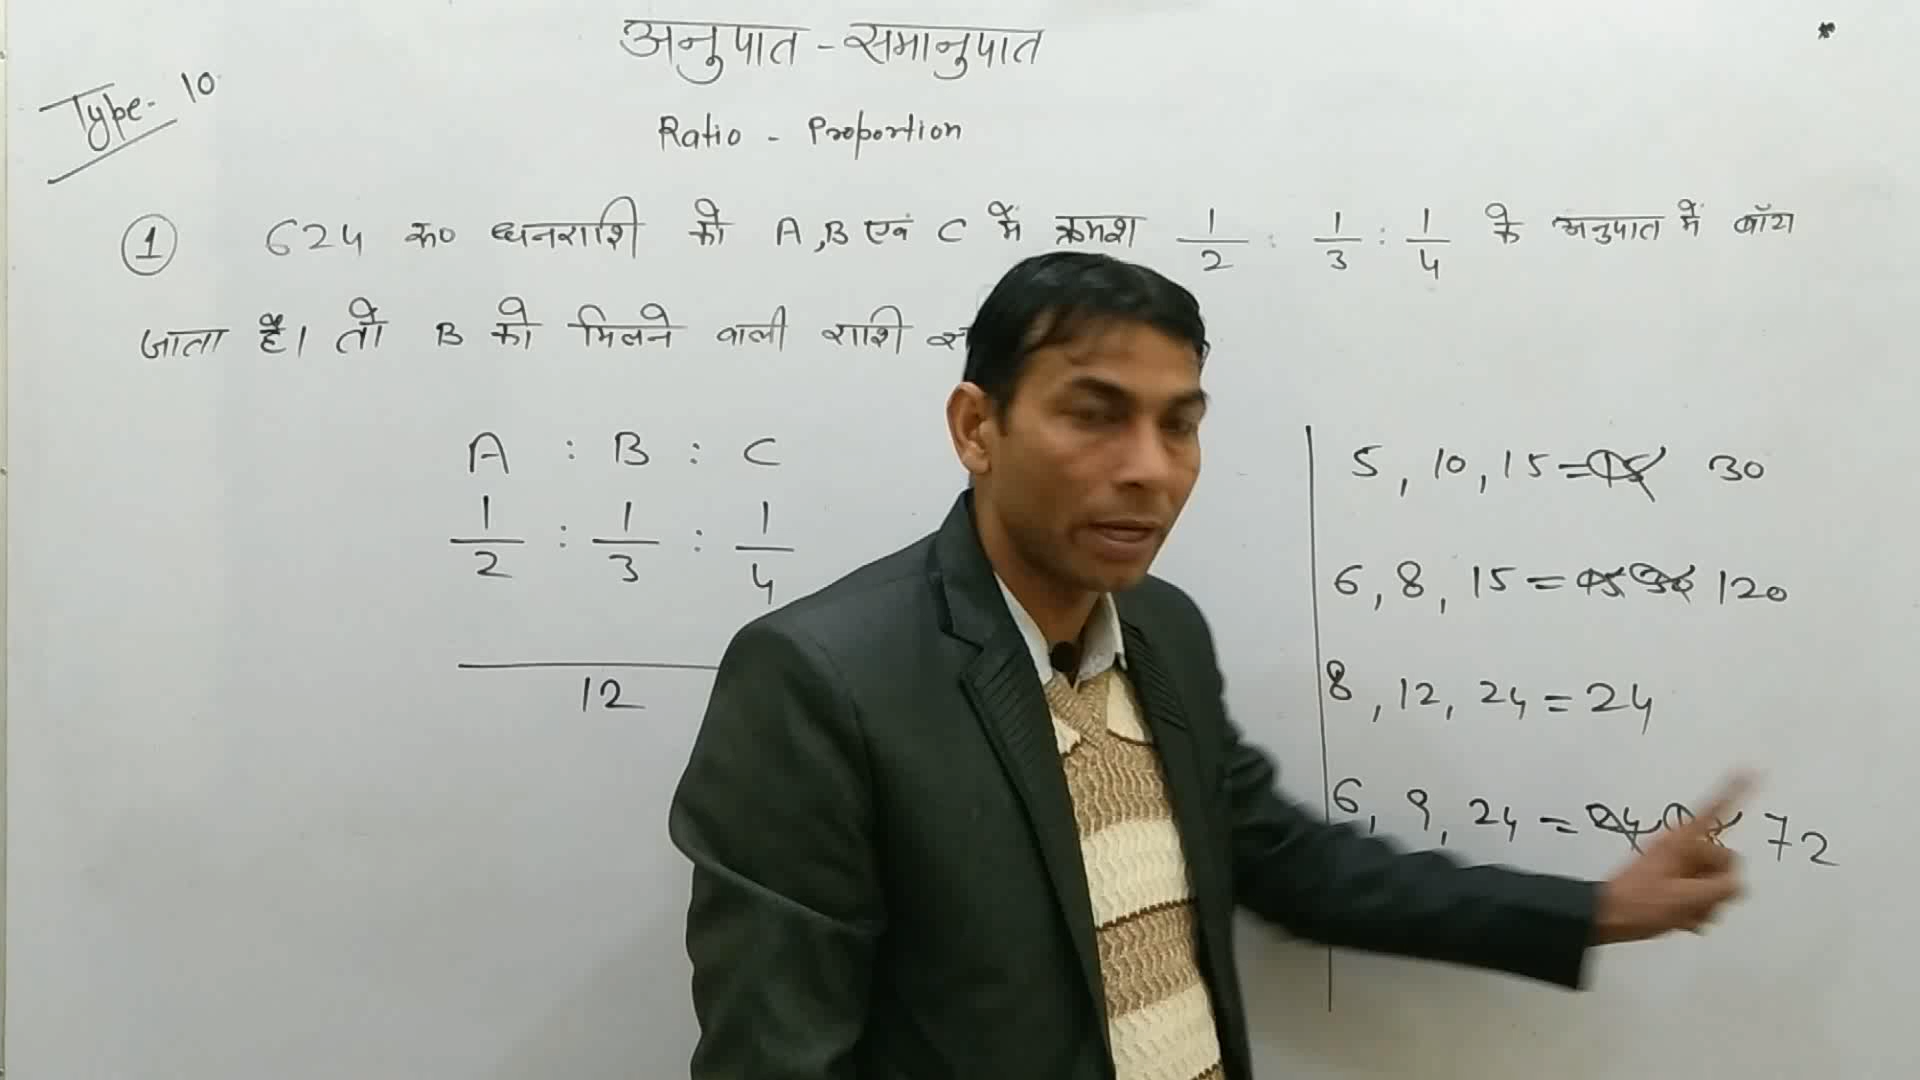 अनुपात - समानुपात
Type- 10
Ratio - Proportion
① 624 रू० धनराशि को A, B एवं C में क्रमश 1/2 : 1/3 : 1/4 के अनुपात में बाँटा
जाता है। तो B को मिलने वाली राशि
A : B : C
1/2 : 1/3 : 1/4
12
5, 10, 15 = 15 30
6, 8, 15 = 120
8, 12, 24 = 24
6, 9, 24 = 24 72